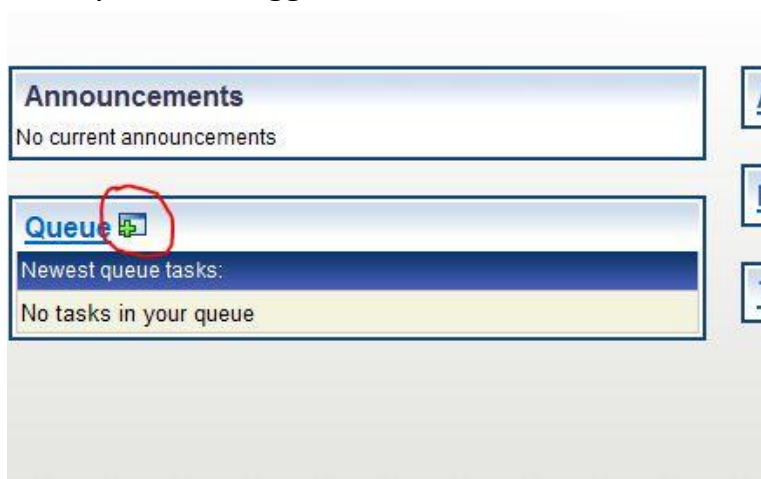 Announcements
No current announcements
Queue
Newest queue tasks:
No tasks in your queue